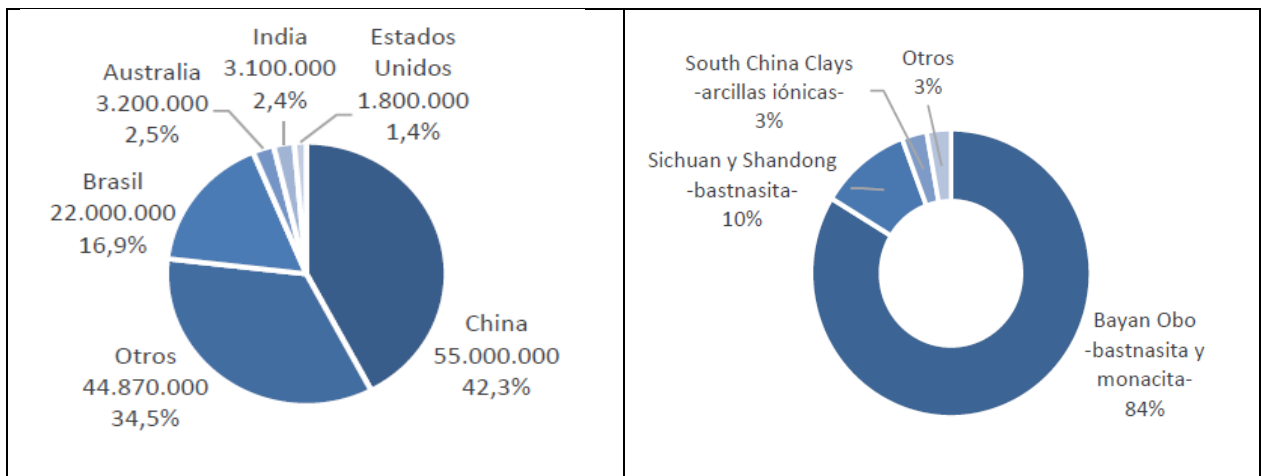 India
3.100.000
2,4%
Estados
Unidos
1.800.000
1,4%
Australia
3.200.000
2,5%
Brasil
22.000.000
16,9%
China
55.000.000
42,3%
Otros
44.870.000
34,5%
South China Clays
-arcillas iónicas-
3%
Otros
3%
Sichuan y Shandong
-bastnasita-
10%
Bayan Obo
-bastnasita y
monacita-
84%